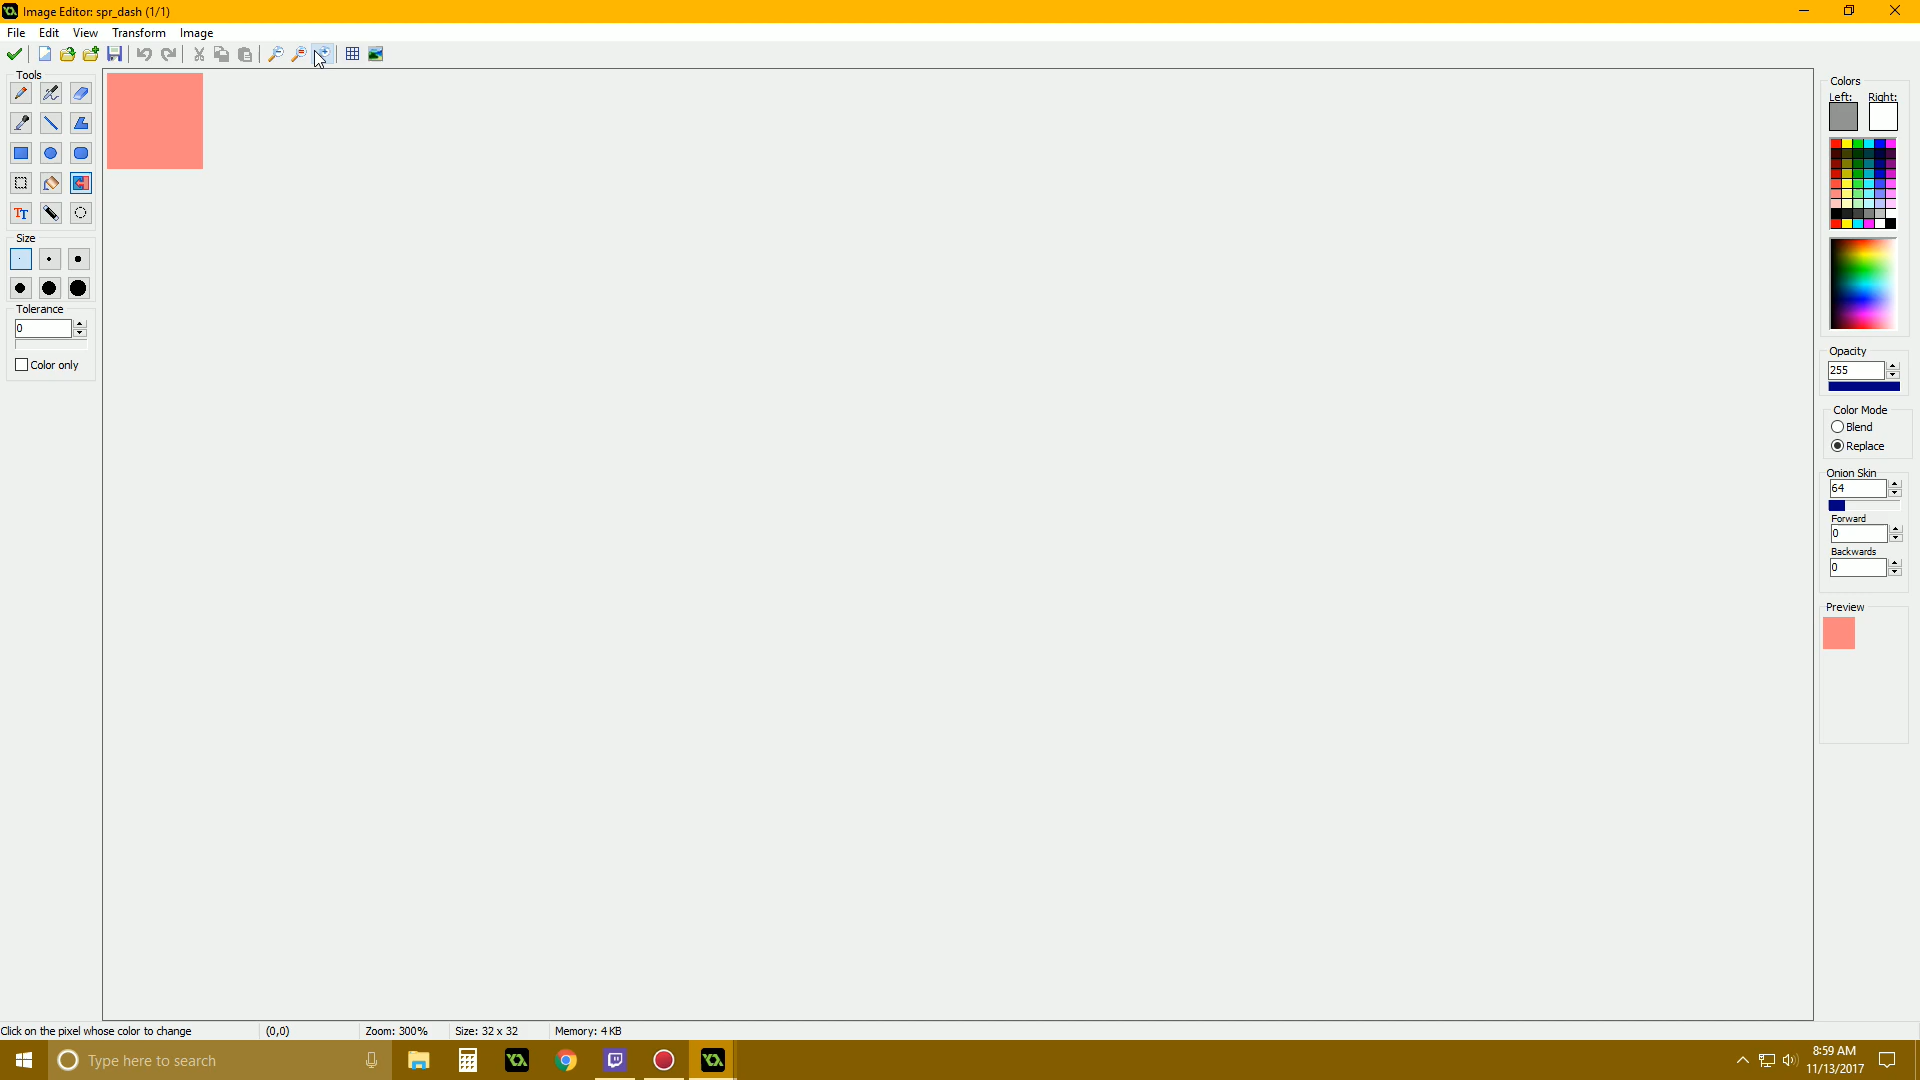 Image Editor: spr_dash (1/1)
File Edit View Transform Image
Tools
TT
Size
Tolerance
0
Color only
Colors
Left: Right:
Opacity
255
Color Mode
Blend
Replace
Onion Skin
64
Forward
0
Backwards
0
Preview
Click on the pixel whose color to change (0,0) Zoom: 300% Size: 32 x 32 Memory: 4 KB
Type here to search
8:59 AM
11/13/2017